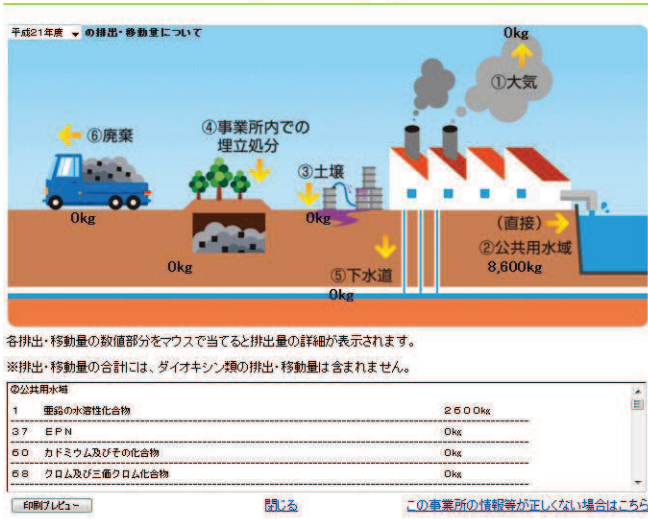 平成21年度 の排出・移動量について
0kg
①大気
④事業所内での
埋立処分
⑥廃棄
③土壌
0kg
0kg
(直接)
②公共用水域
8,600kg
0kg
⑤下水道
0kg
各排出・移動量の数値部分をマウスで当てると排出量の詳細が表示されます。
※排出・移動量の合計には、ダイオキシン類の排出・移動量は含まれません。
②公共用水域
1 亜鉛の水溶性化合物 2600kg
37 EPN 0kg
60 カドミウム及びその化合物 0kg
68 クロム及び三価クロム化合物 0kg
印刷プレビュー 閉じる この事業所の情報等が正しくない場合はこちら